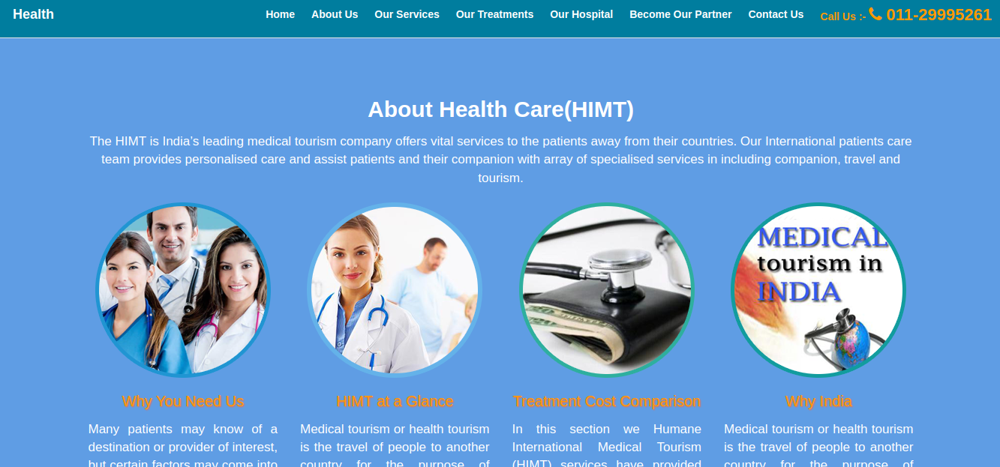 Health
Home About Us Our Services Our Treatments Our Hospital Become Our Partner Contact Us Call Us :- 011-29995261
About Health Care(HIMT)
The HIMT is India's leading medical tourism company offers vital services to the patients away from their countries. Our International patients care
team provides personalised care and assist patients and their companion with array of specialised services in including companion, travel and
tourism.
MEDICAL
tourism in
INDIA
Why You Need Us
Many patients may know of a
destination or provider of interest,
but certain factors may come into
HIMT at a Glance
Medical tourism or health tourism
is the travel of people to another
country for the purpose of
Treatment Cost Comparison
In this section we Humane
International Medical Tourism
(HIMT) services have provided
Why India
Medical tourism or health tourism
is the travel of people to another
country for the purpose of